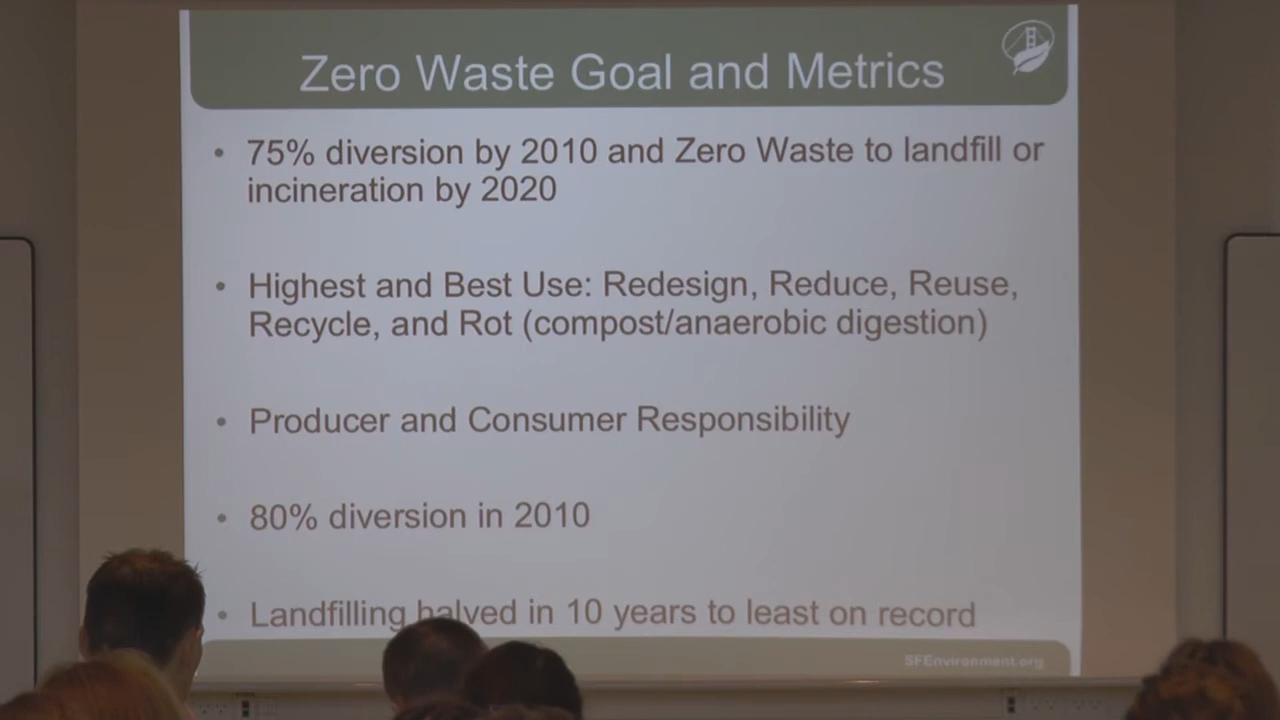 Zero Waste Goal and Metrics
• 75% diversion by 2010 and Zero Waste to landfill or
incineration by 2020
• Highest and Best Use: Redesign, Reduce, Reuse,
Recycle, and Rot (compost/anaerobic digestion)
• Producer and Consumer Responsibility
• 80% diversion in 2010
• Landfilling halved in 10 years to least on record
SFEnvironment.org